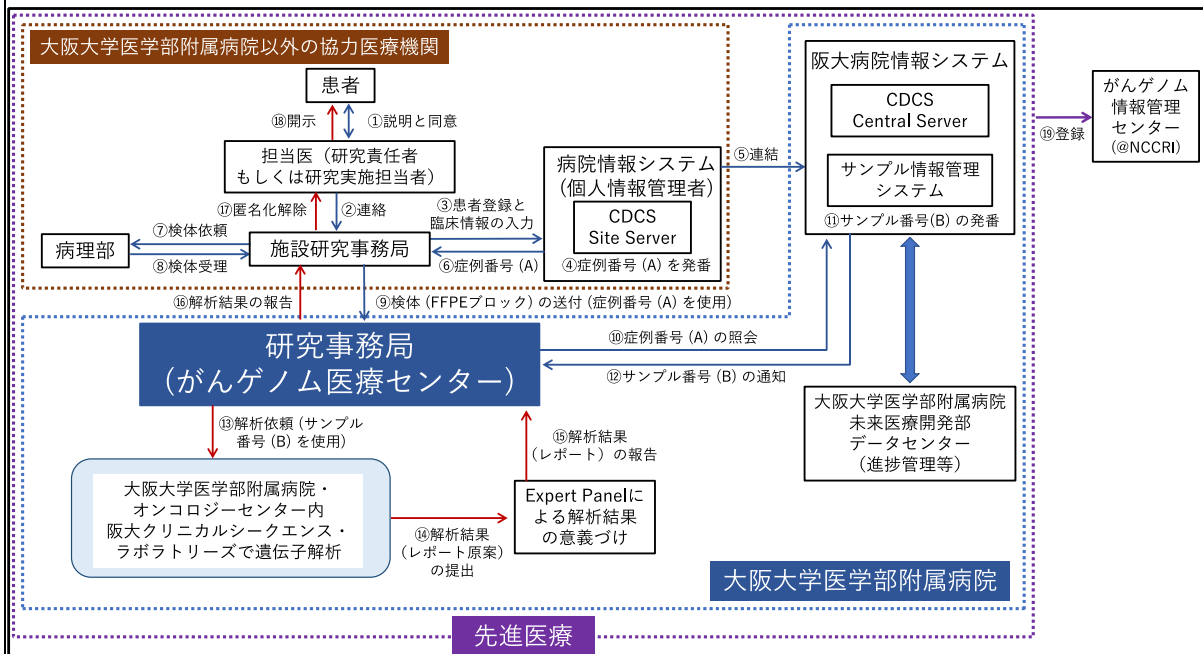 大阪大学医学部附属病院以外の協力医療機関
患者
⑱開示
①説明と同意
担当医（研究責任者
もしくは研究実施担当者）
⑰匿名化解除
②連絡
③患者登録と
臨床情報の入力
⑦検体依頼
病理部
⑧検体受理
施設研究事務局
⑥症例番号 (A)
病院情報システム
(個人情報管理者)
CDCS
Site Server
④症例番号 (A) を発番
⑤連結
阪大病院情報システム
CDCS
Central Server
サンプル情報管理
システム
⑪サンプル番号(B) の発番
⑲登録
がんゲノム
情報管理
センター
(@NCCRI)
⑯解析結果の報告
⑨検体 (FFPEブロック) の送付 (症例番号 (A) を使用)
研究事務局
（がんゲノム医療センター）
⑩症例番号 (A) の照会
⑫サンプル番号 (B) の通知
大阪大学医学部附属病院
未来医療開発部
データセンター
(進捗管理等)
⑬解析依頼 (サンプル
番号 (B) を使用)
⑮解析結果
(レポート）の報告
大阪大学医学部附属病院・
オンコロジーセンター内
阪大クリニカルシークエンス・
ラボラトリーズで遺伝子解析
⑭解析結果
(レポート原案)
の提出
Expert Panelに
よる解析結果
の意義づけ
大阪大学医学部附属病院
先進医療